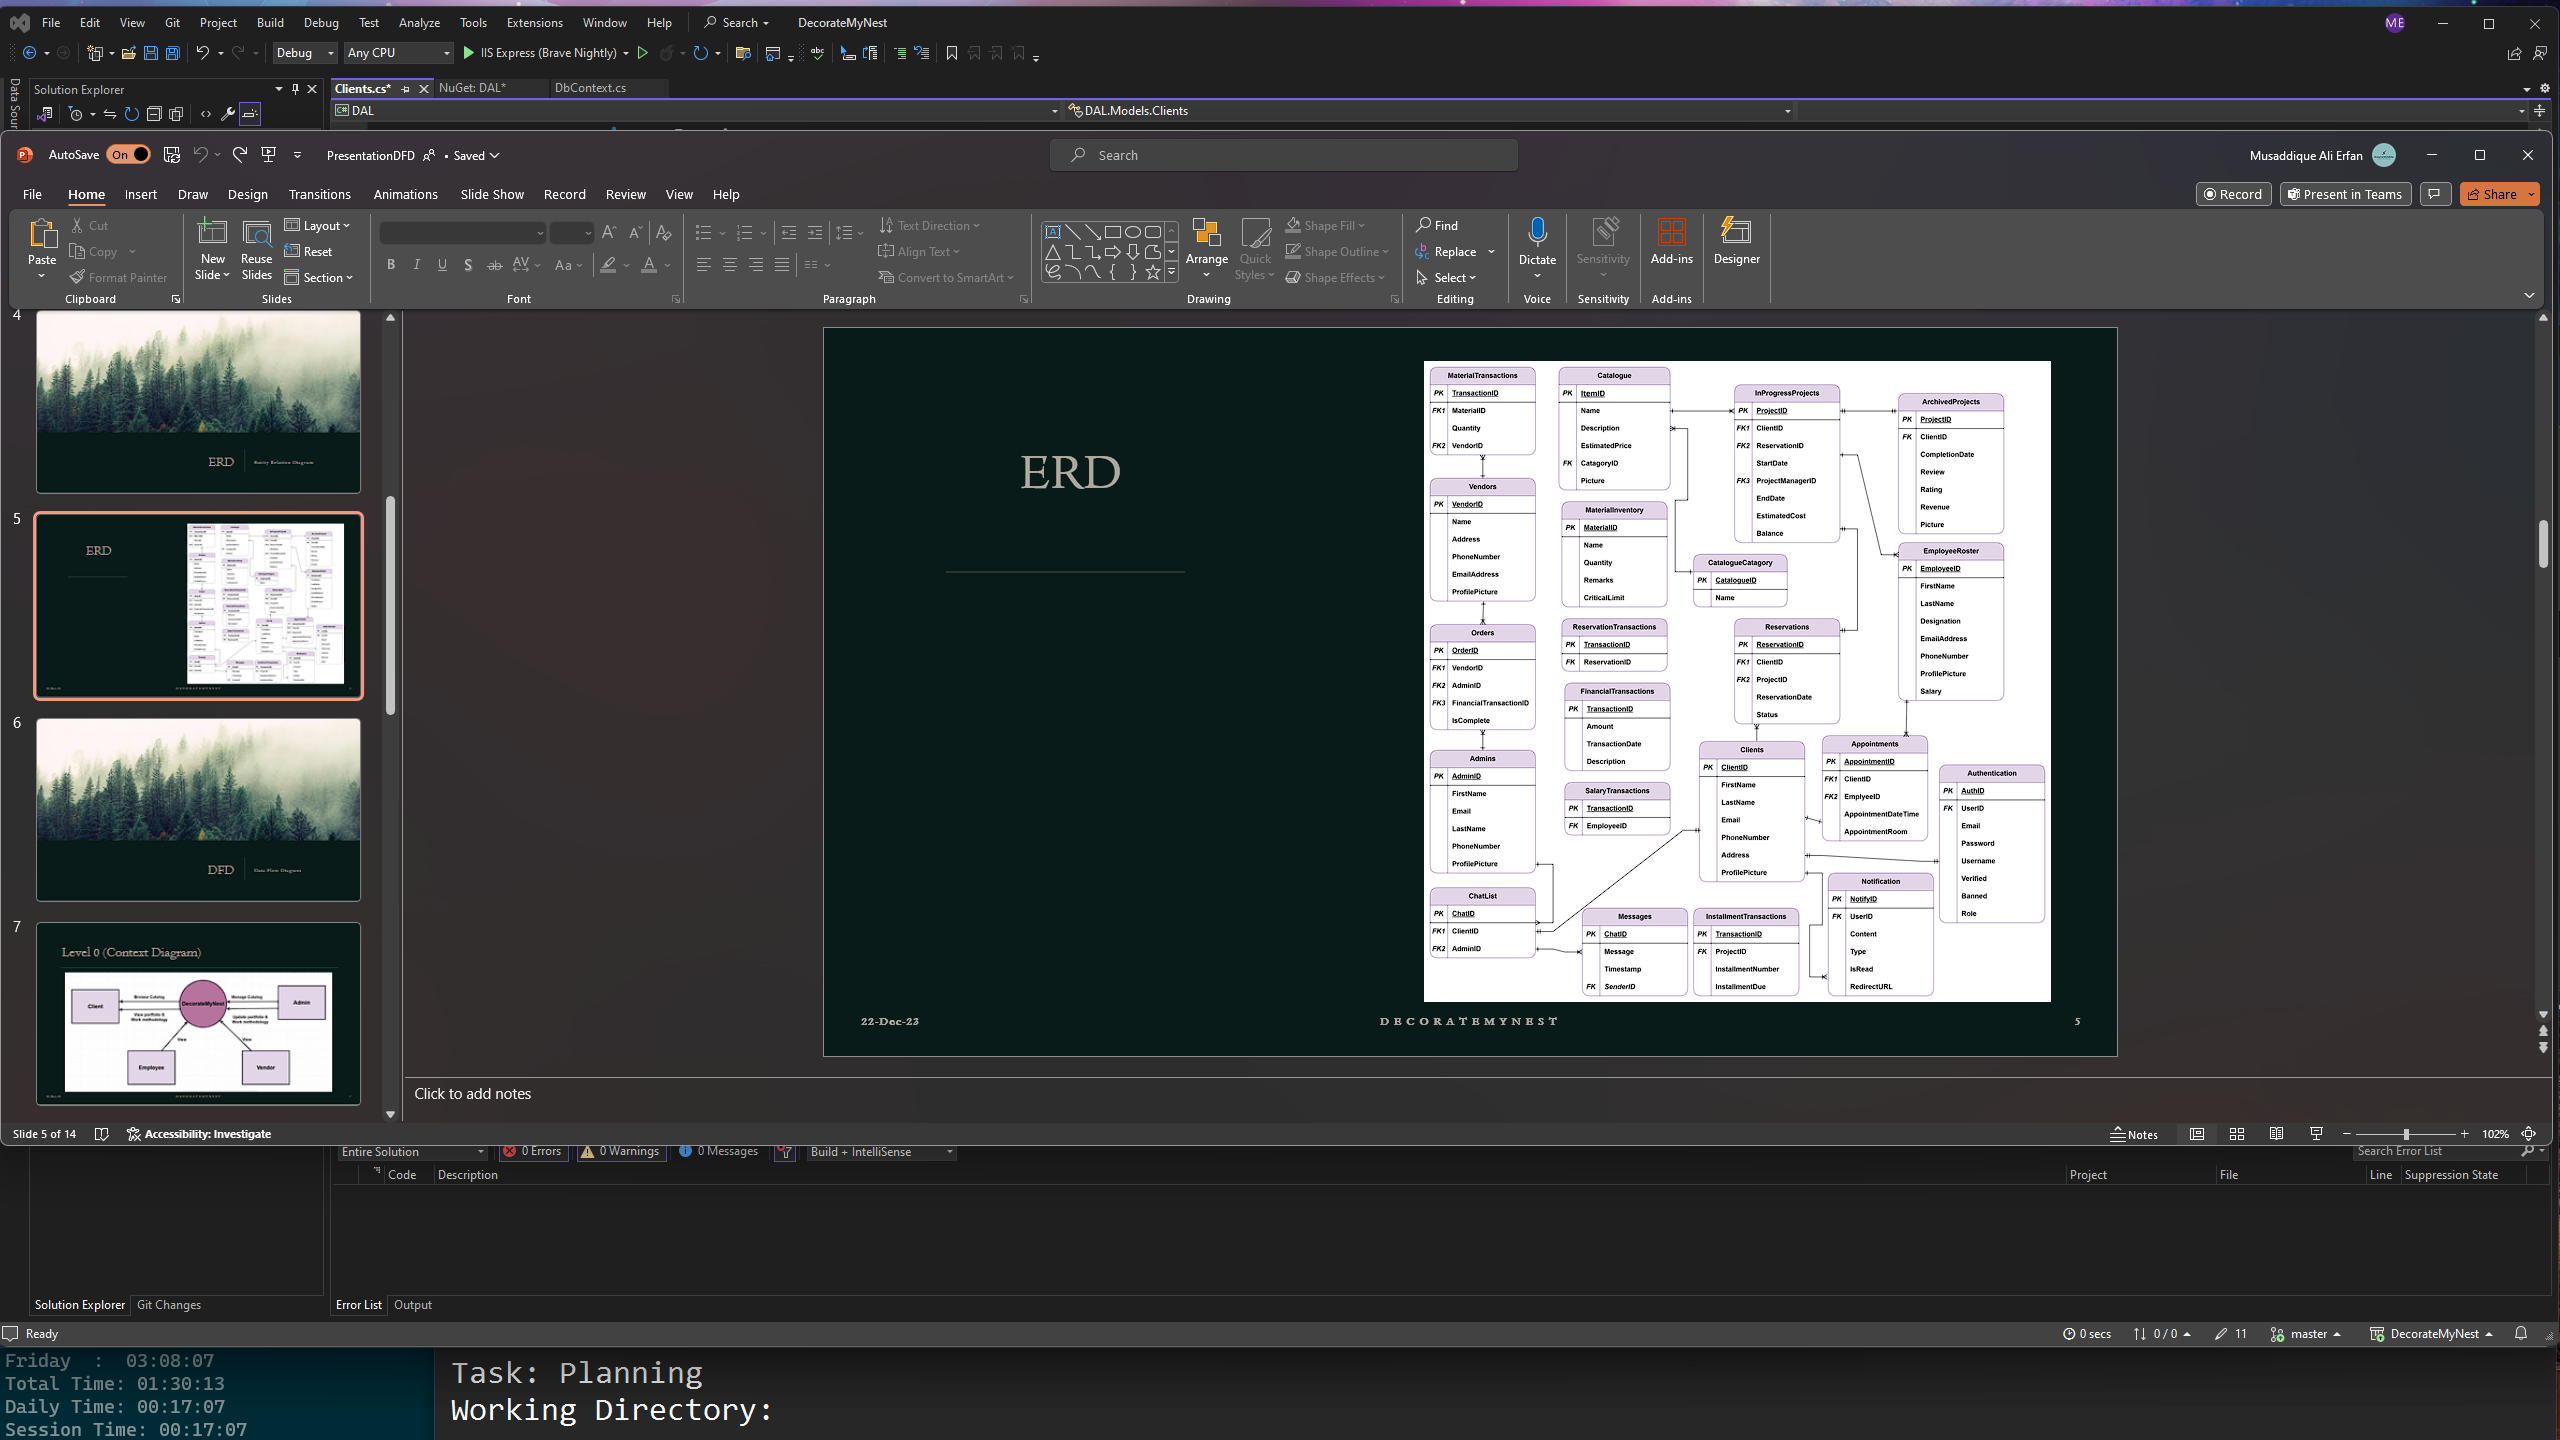 File Edit View Git Project Build Debug Test Analyze Tools Extensions Window Help Search DecorateMyNest ME
Debug Any CPU IIS Express (Brave Nightly)
Data Sour
Solution Explorer
Clients.cs* NuGet: DAL* DbContext.cs
DAL DAL.Models.Clients
AutoSave On PresentationDFD • Saved Search Musaddique Ali Erfan
File Home Insert Draw Design Transitions Animations Slide Show Record Review View Help Record Present in Teams Share
Paste Cut Copy Format Painter Clipboard
New Slide Reuse Slides Layout Reset Section Slides
B I U S ab AV Aa A Font
Text Direction Align Text Convert to SmartArt Paragraph
Arrange Quick Styles Shape Fill Shape Outline Shape Effects Drawing
Find Replace Select Editing
Dictate Voice
Sensitivity Sensitivity
Add-ins Add-ins
Designer
4
ERD Entity Relation Diagram
5
ERD
6
DFD Data Flow Diagram
7
Level 0 (Context Diagram)
Client Browse Catalog DecorateMyNest Manage Catalog Admin
View portfolio & Work methodology
Update portfolio & Work methodology
View View
Employee Vendor
ERD
MaterialTransactions
PK TransactionID
FK1 MaterialID
Quantity
FK2 VendorID
Vendors
PK VendorID
Name
Address
PhoneNumber
EmailAddress
ProfilePicture
Orders
PK OrderID
FK1 VendorID
FK2 AdminID
FK3 FinancialTransactionID
IsComplete
Admins
PK AdminID
FirstName
Email
LastName
PhoneNumber
ProfilePicture
ChatList
PK ChatID
FK1 ClientID
FK2 AdminID
Catalogue
PK ItemID
Name
Description
EstimatedPrice
FK CatagoryID
Picture
MaterialInventory
PK MaterialID
Name
Quantity
Remarks
CriticalLimit
ReservationTransactions
PK TransactionID
FK ReservationID
FinancialTransactions
PK TransactionID
Amount
TransactionDate
Description
SalaryTransactions
PK TransactionID
FK EmployeeID
Messages
PK ChatID
Message
Timestamp
FK SenderID
InProgressProjects
PK ProjectID
FK1 ClientID
FK2 ReservationID
StartDate
FK3 ProjectManagerID
EndDate
EstimatedCost
Balance
CatalogueCatagory
PK CatalogueID
Name
Reservations
PK ReservationID
FK1 ClientID
FK2 ProjectID
ReservationDate
Status
Clients
PK ClientID
FirstName
LastName
Email
PhoneNumber
Address
ProfilePicture
InstallmentTransactions
PK TransactionID
FK ProjectID
InstallmentNumber
InstallmentDue
ArchivedProjects
PK ProjectID
FK ClientID
CompletionDate
Review
Rating
Revenue
Picture
EmployeeRoster
PK EmployeeID
FirstName
LastName
Designation
EmailAddress
PhoneNumber
ProfilePicture
Salary
Appointments
PK AppointmentID
FK1 ClientID
FK2 EmplyeeID
AppointmentDateTime
AppointmentRoom
Notification
PK NotifyID
FK UserID
Content
Type
IsRead
RedirectURL
Authentication
PK AuthID
FK UserID
Email
Password
Username
Verified
Banned
Role
22-Dec-23 DECORATEMYNEST 5
Click to add notes
Slide 5 of 14 Accessibility: Investigate Notes 102%
Entire Solution 0 Errors 0 Warnings 0 Messages Build + IntelliSense Search Error List
Code Description Project File Line Suppression State
Solution Explorer Git Changes Error List Output
Ready 0 secs 0 / 0 11 master DecorateMyNest
Friday : 03:08:07
Total Time: 01:30:13
Daily Time: 00:17:07
Session Time: 00:17:07
Task: Planning
Working Directory: